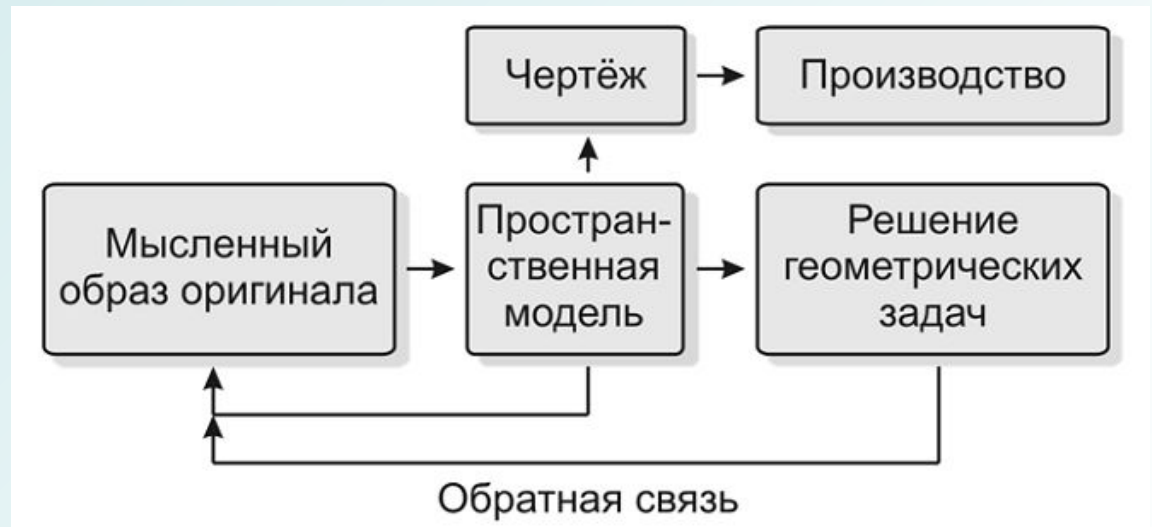 Чертёж
Производство
Мысленный
образ оригинала
Простран-
ственная
модель
Решение
геометрических
задач
Обратная связь